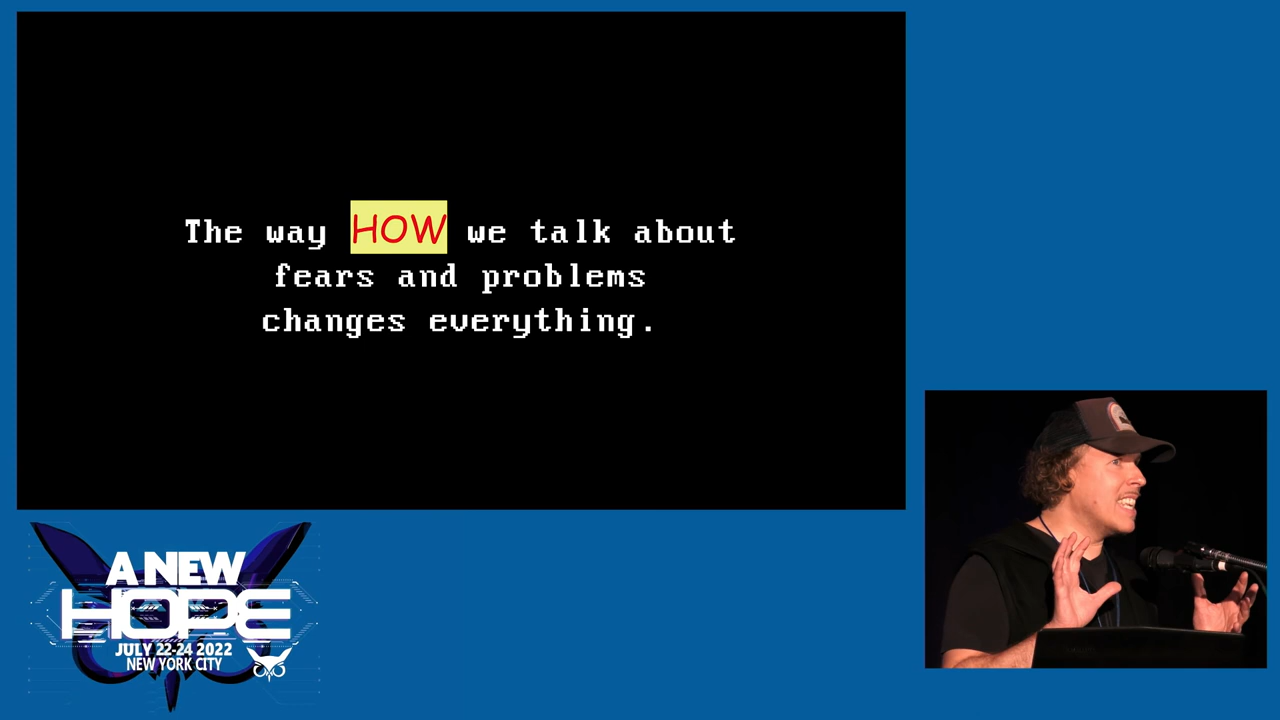 The way HOW we talk about
fears and problems
changes everything.
A NEW
HOPE
JULY 22-24 2022
NEW YORK CITY